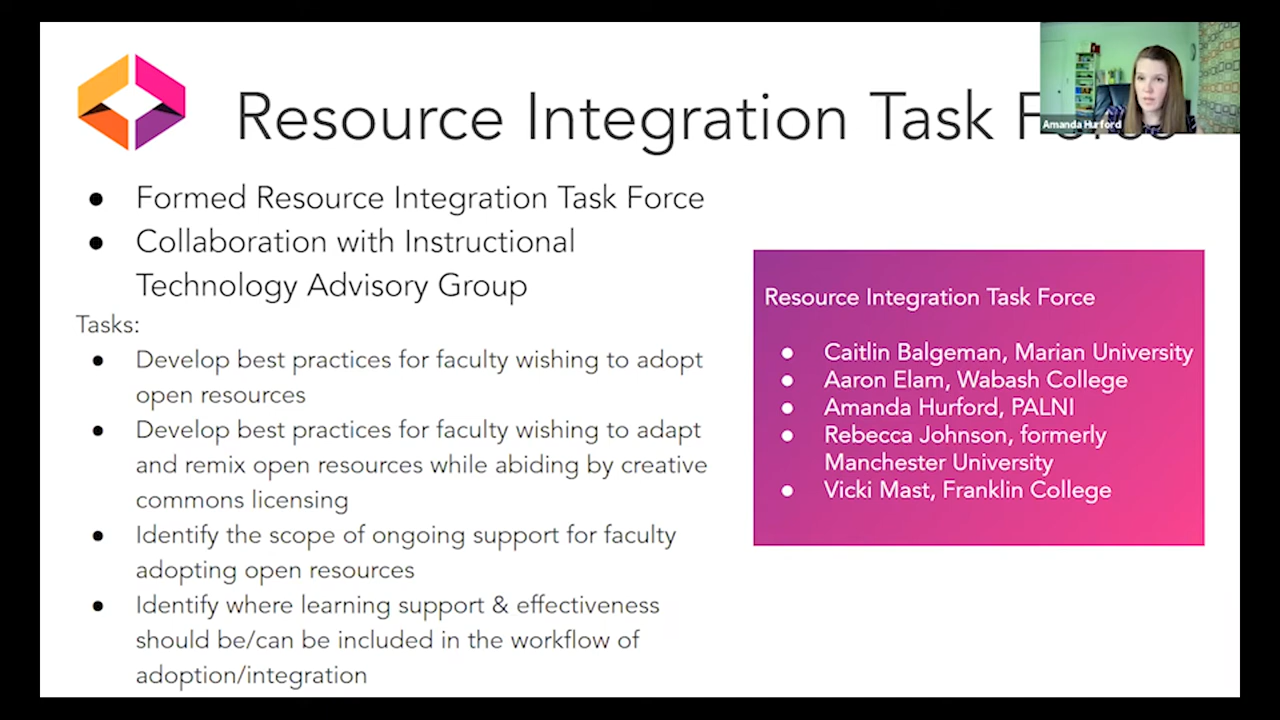 Resource Integration Task
Amanda Hurford
● Formed Resource Integration Task Force
● Collaboration with Instructional
Technology Advisory Group
Tasks:
● Develop best practices for faculty wishing to adopt
open resources
● Develop best practices for faculty wishing to adapt
and remix open resources while abiding by creative
commons licensing
● Identify the scope of ongoing support for faculty
adopting open resources
● Identify where learning support & effectiveness
should be/can be included in the workflow of
adoption/integration
Resource Integration Task Force
● Caitlin Balgeman, Marian University
● Aaron Elam, Wabash College
● Amanda Hurford, PALNI
● Rebecca Johnson, formerly
Manchester University
● Vicki Mast, Franklin College